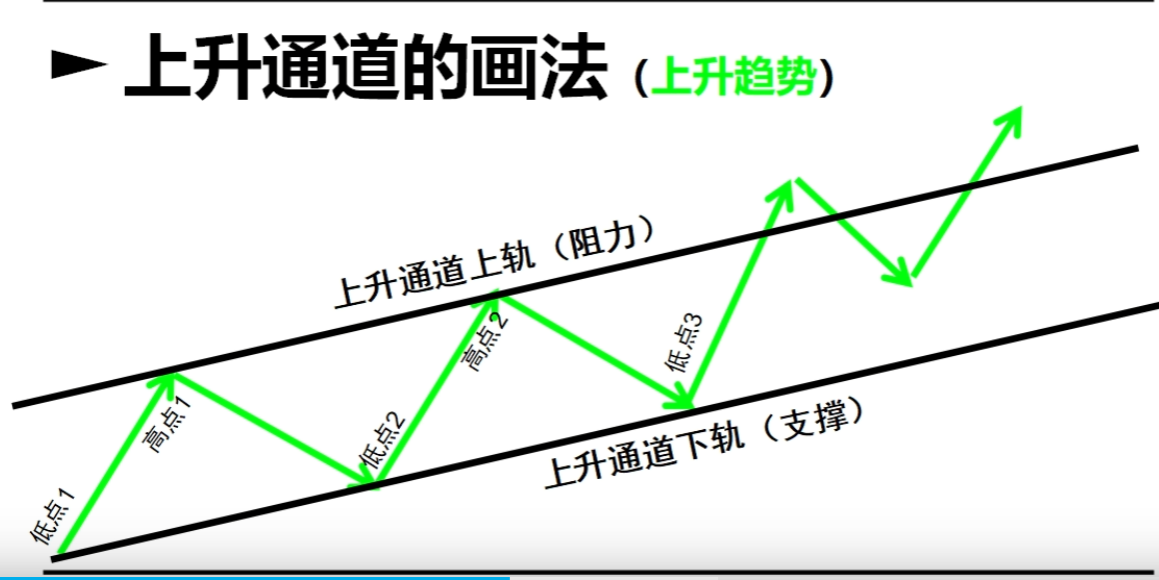 上升通道的画法（上升趋势）
上升通道上轨（阻力）
高点2
低点3
高点1
低点2
上升通道下轨（支撑）
低点1